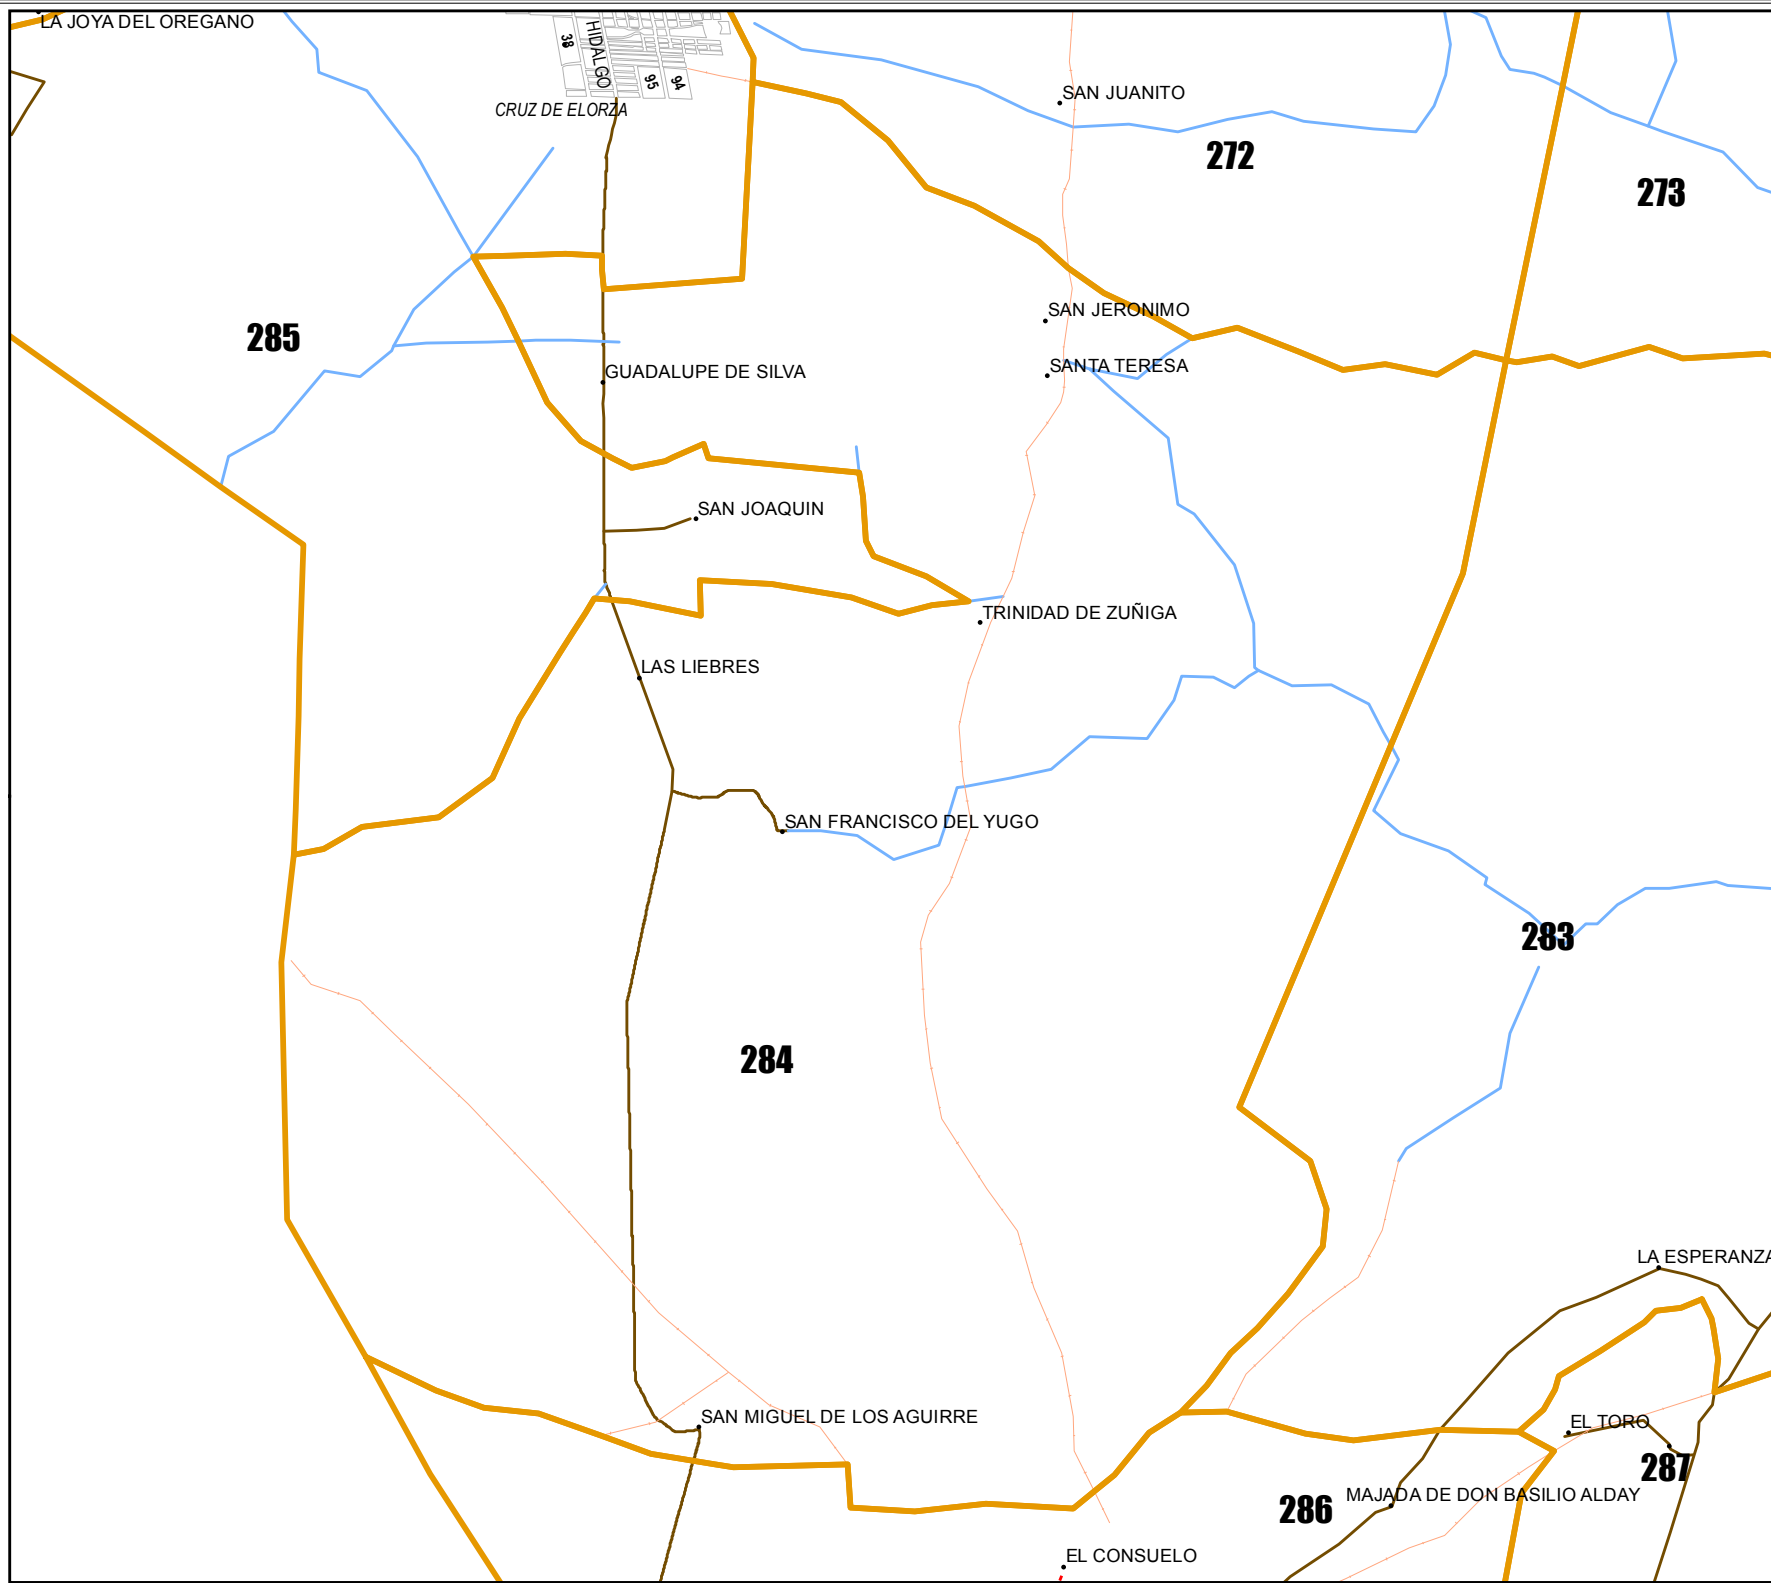 LA JOYA DEL OREGANO
HIDALGO
38
95
94
CRUZ DE ELORZA
SAN JUANITO
272
273
SAN JERONIMO
285
SANTA TERESA
GUADALUPE DE SILVA
SAN JOAQUIN
TRINIDAD DE ZUÑIGA
LAS LIEBRES
SAN FRANCISCO DEL YUGO
283
284
LA ESPERANZA
SAN MIGUEL DE LOS AGUIRRE
EL TORO
287
MAJADA DE DON BASILIO ALDAY
286
EL CONSUELO